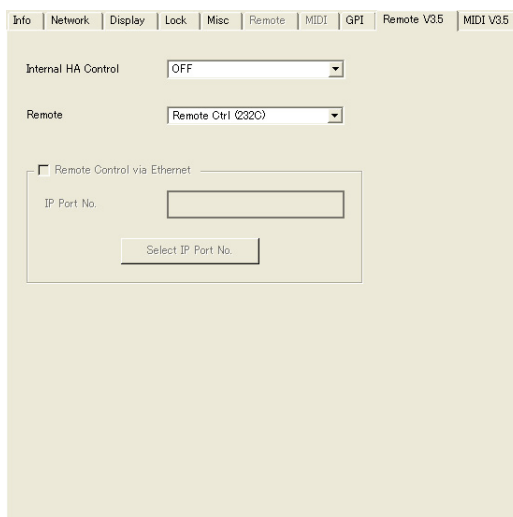 Info Network Display Lock Misc Remote MIDI GPI Remote V3.5 MIDI V3.5
Internal HA Control OFF
Remote Remote Ctrl (232C)
Remote Control via Ethernet
IP Port No.
Select IP Port No.